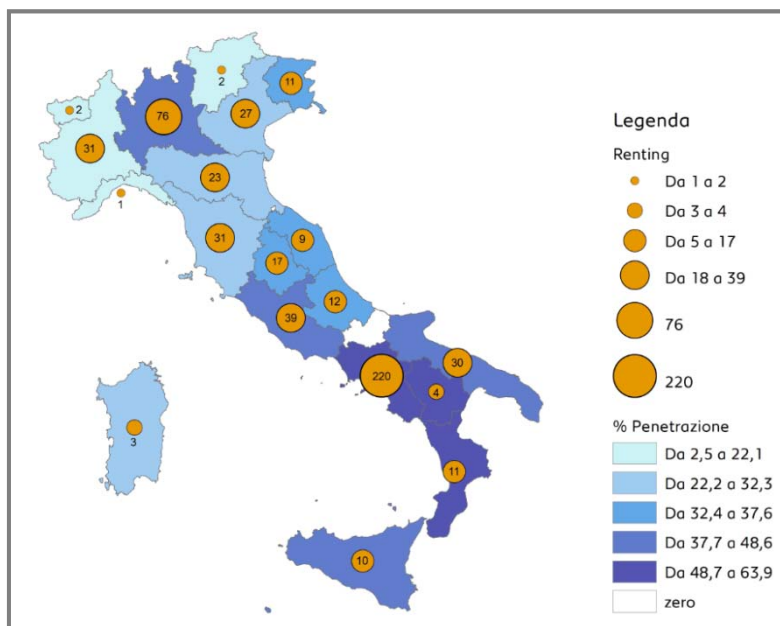 2
11
2
76
27
31
23
1
31
9
17
12
39
220
30
4
3
11
10
Legenda
Renting
Da 1 a 2
Da 3 a 4
Da 5 a 17
Da 18 a 39
76
220
% Penetrazione
Da 2,5 a 22,1
Da 22,2 a 32,3
Da 32,4 a 37,6
Da 37,7 a 48,6
Da 48,7 a 63,9
zero